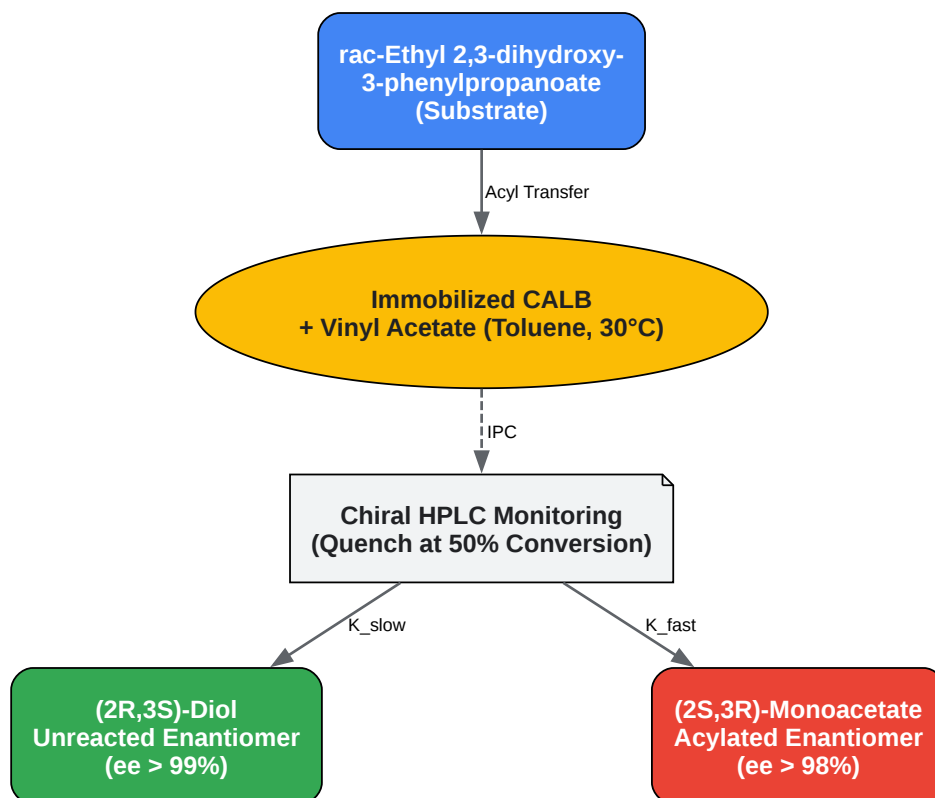 rac-Ethyl 2,3-dihydroxy-
3-phenylpropanoate
(Substrate)
Acyl Transfer
Immobilized CALB
+ Vinyl Acetate (Toluene, 30°C)
IPC
Chiral HPLC Monitoring
(Quench at 50% Conversion)
K_slow
K_fast
(2R,3S)-Diol
Unreacted Enantiomer
(ee > 99%)
(2S,3R)-Monoacetate
Acylated Enantiomer
(ee > 98%)